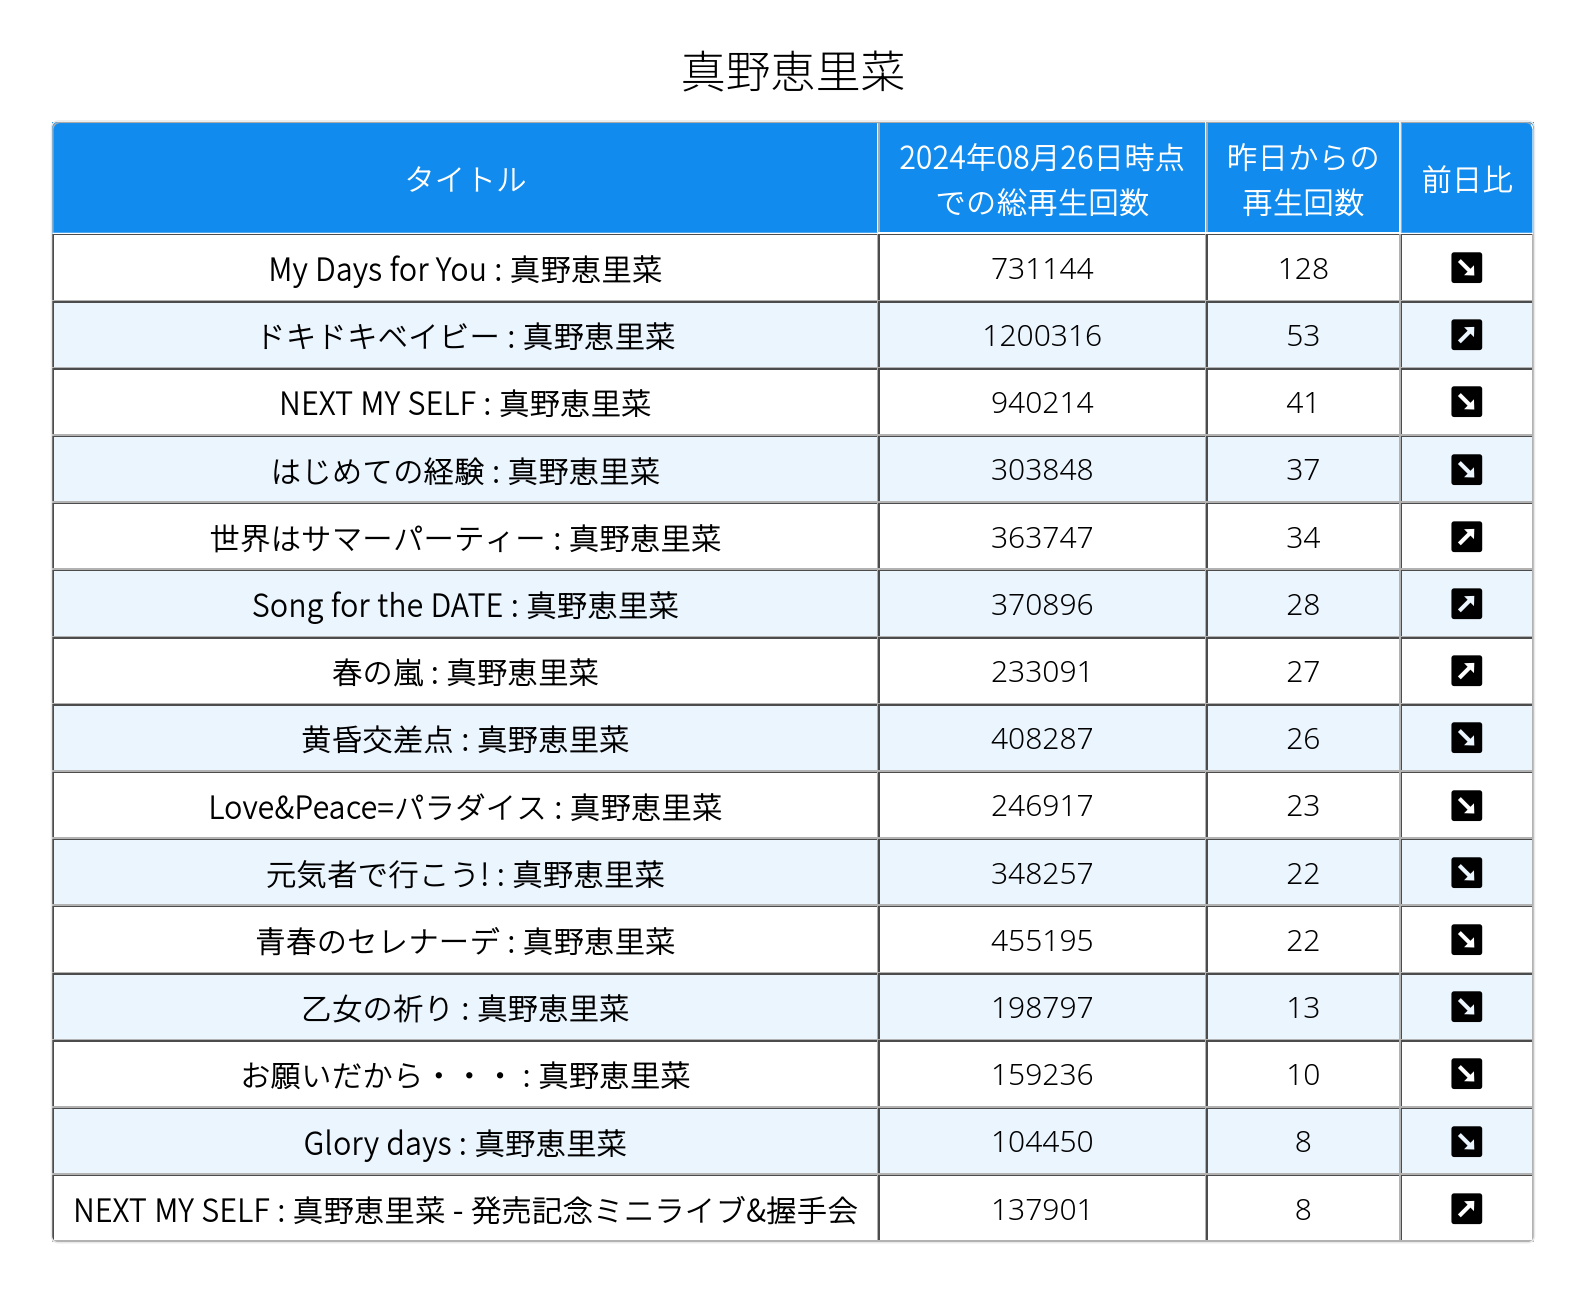 真野恵里菜
タイトル 2024年08月26日時点での総再生回数 昨日からの再生回数 前日比
My Days for You : 真野恵里菜 731144 128 ↘
ドキドキベイビー : 真野恵里菜 1200316 53 ↗
NEXT MY SELF : 真野恵里菜 940214 41 ↘
はじめての経験 : 真野恵里菜 303848 37 ↘
世界はサマーパーティー : 真野恵里菜 363747 34 ↗
Song for the DATE : 真野恵里菜 370896 28 ↗
春の嵐 : 真野恵里菜 233091 27 ↗
黄昏交差点 : 真野恵里菜 408287 26 ↘
Love&Peace=パラダイス : 真野恵里菜 246917 23 ↘
元気者で行こう! : 真野恵里菜 348257 22 ↘
青春のセレナーデ : 真野恵里菜 455195 22 ↘
乙女の祈り : 真野恵里菜 198797 13 ↘
お願いだから・・・ : 真野恵里菜 159236 10 ↘
Glory days : 真野恵里菜 104450 8 ↘
NEXT MY SELF : 真野恵里菜 - 発売記念ミニライブ&握手会 137901 8 ↗